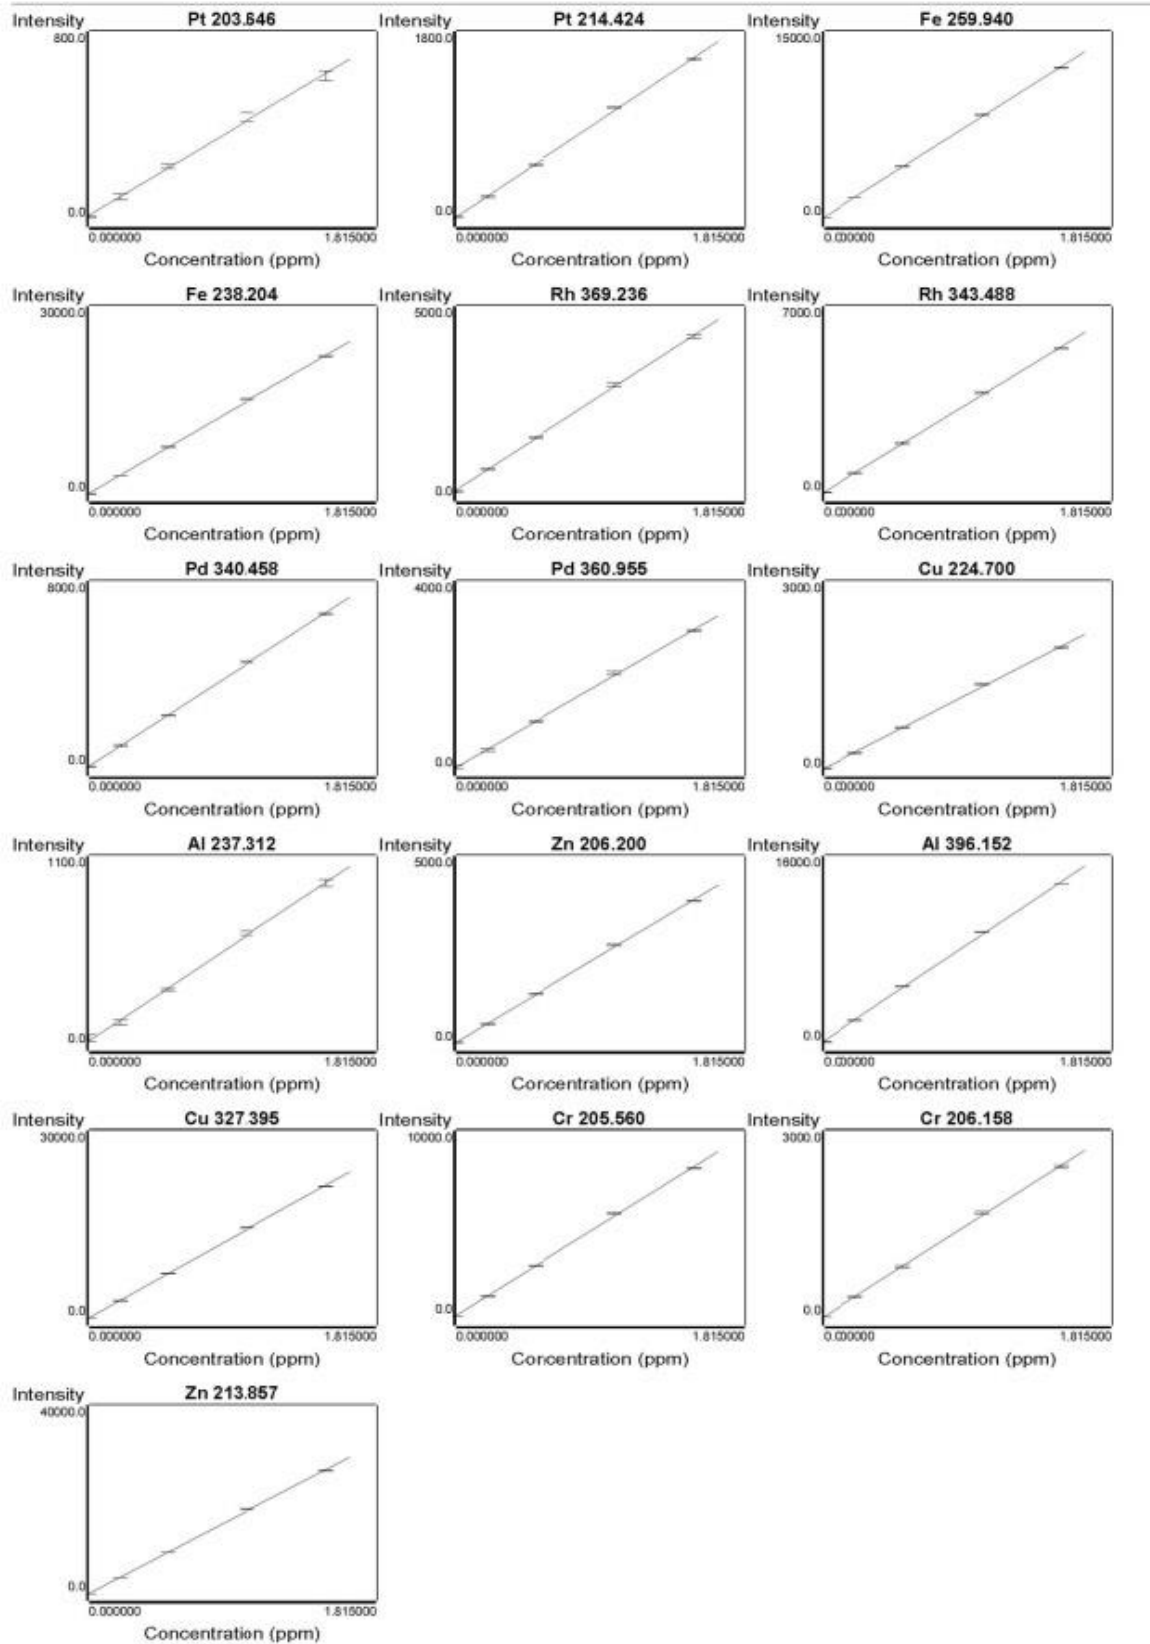 Intensity Pt 203.646 Intensity Pt 214.424 Intensity Fe 259.940
800.0 1800.0 15000.0
0.0 0.0 0.0
0.000000 1.815000 0.000000 1.815000 0.000000 1.815000
Concentration (ppm) Concentration (ppm) Concentration (ppm)
Intensity Fe 238.204 Intensity Rh 369.236 Intensity Rh 343.488
30000.0 5000.0 7000.0
0.0 0.0 0.0
0.000000 1.815000 0.000000 1.815000 0.000000 1.815000
Concentration (ppm) Concentration (ppm) Concentration (ppm)
Intensity Pd 340.458 Intensity Pd 360.955 Intensity Cu 224.700
8000.0 4000.0 3000.0
0.0 0.0 0.0
0.000000 1.815000 0.000000 1.815000 0.000000 1.815000
Concentration (ppm) Concentration (ppm) Concentration (ppm)
Intensity Al 237.312 Intensity Zn 206.200 Intensity Al 396.152
1100.0 5000.0 16000.0
0.0 0.0 0.0
0.000000 1.815000 0.000000 1.815000 0.000000 1.815000
Concentration (ppm) Concentration (ppm) Concentration (ppm)
Intensity Cu 327.395 Intensity Cr 205.560 Intensity Cr 206.158
30000.0 10000.0 3000.0
0.0 0.0 0.0
0.000000 1.815000 0.000000 1.815000 0.000000 1.815000
Concentration (ppm) Concentration (ppm) Concentration (ppm)
Intensity Zn 213.857
40000.0
0.0
0.000000 1.815000
Concentration (ppm)